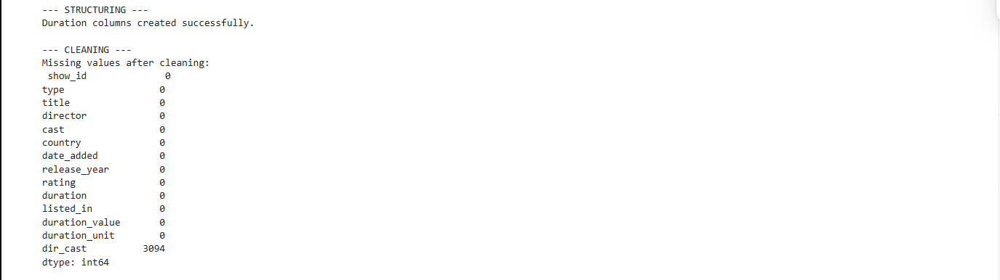 --- STRUCTURING ---
Duration columns created successfully.
--- CLEANING ---
Missing values after cleaning:
show_id 0
type 0
title 0
director 0
cast 0
country 0
date_added 0
release_year 0
rating 0
duration 0
listed_in 0
duration_value 0
duration_unit 0
dir_cast 3094
dtype: int64